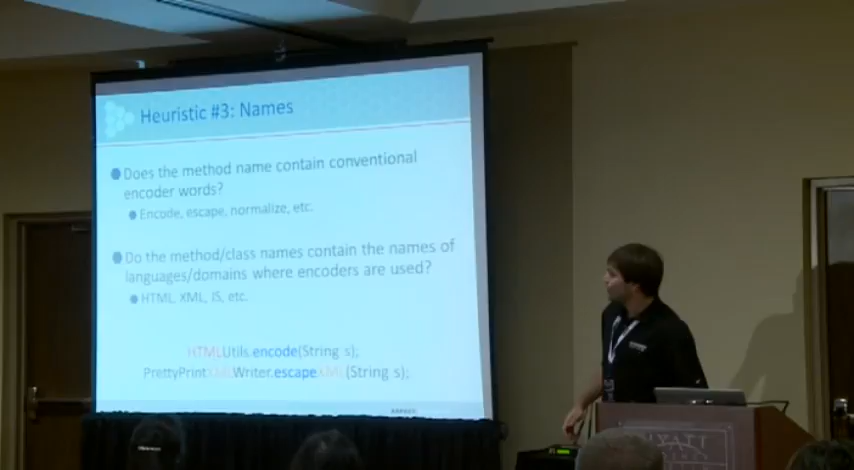 Heuristic #3: Names
Does the method name contain conventional
encoder words?
Encode, escape, normalize, etc.
Do the method/class names contain the names of
languages/domains where encoders are used?
HTML, XML, JS, etc.
HTMLUtils.encode(String s);
PrettyPrintXMLWriter.escapeXML(String s);
HYATT